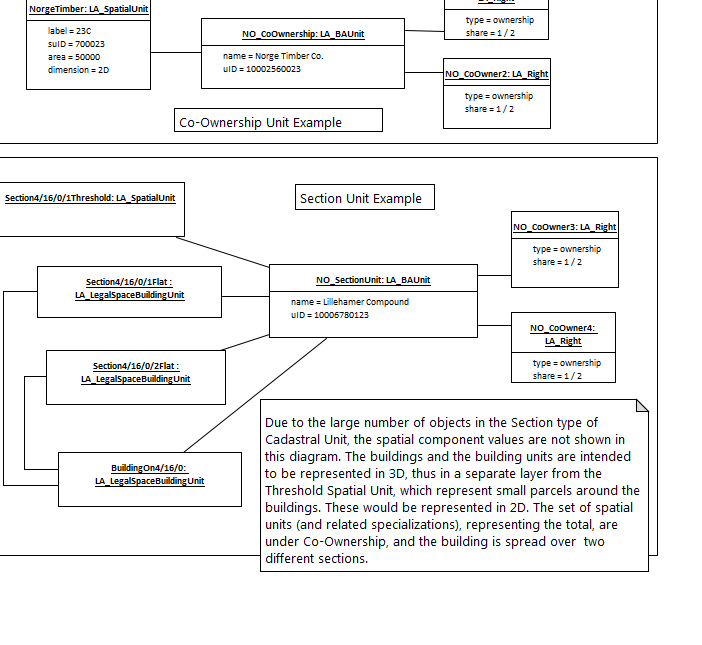 NorgeTimber: LA_SpatialUnit
label = 23C
suID = 700023
area = 50000
dimension = 2D
NO_CoOwnership: LA_BAUnit
name = Norge Timber Co.
uID = 10002560023
type = ownership
share = 1 / 2
NO_CoOwner2: LA_Right
type = ownership
share = 1 / 2
Co-Ownership Unit Example
Section Unit Example
Section4/16/0/1Threshold: LA_SpatialUnit
Section4/16/0/1Flat :
LA_LegalSpaceBuildingUnit
Section4/16/0/2Flat :
LA_LegalSpaceBuildingUnit
BuildingOn4/16/0:
LA_LegalSpaceBuildingUnit
NO_SectionUnit: LA_BAUnit
name = Lillehamer Compound
uID = 10006780123
NO_CoOwner3: LA_Right
type = ownership
share = 1 / 2
NO_CoOwner4:
LA_Right
type = ownership
share = 1 / 2
Due to the large number of objects in the Section type of
Cadastral Unit, the spatial component values are not shown in
this diagram. The buildings and the building units are intended
to be represented in 3D, thus in a separate layer from the
Threshold Spatial Unit, which represent small parcels around the
buildings. These would be represented in 2D. The set of spatial
units (and related specializations), representing the total, are
under Co-Ownership, and the building is spread over two
different sections.